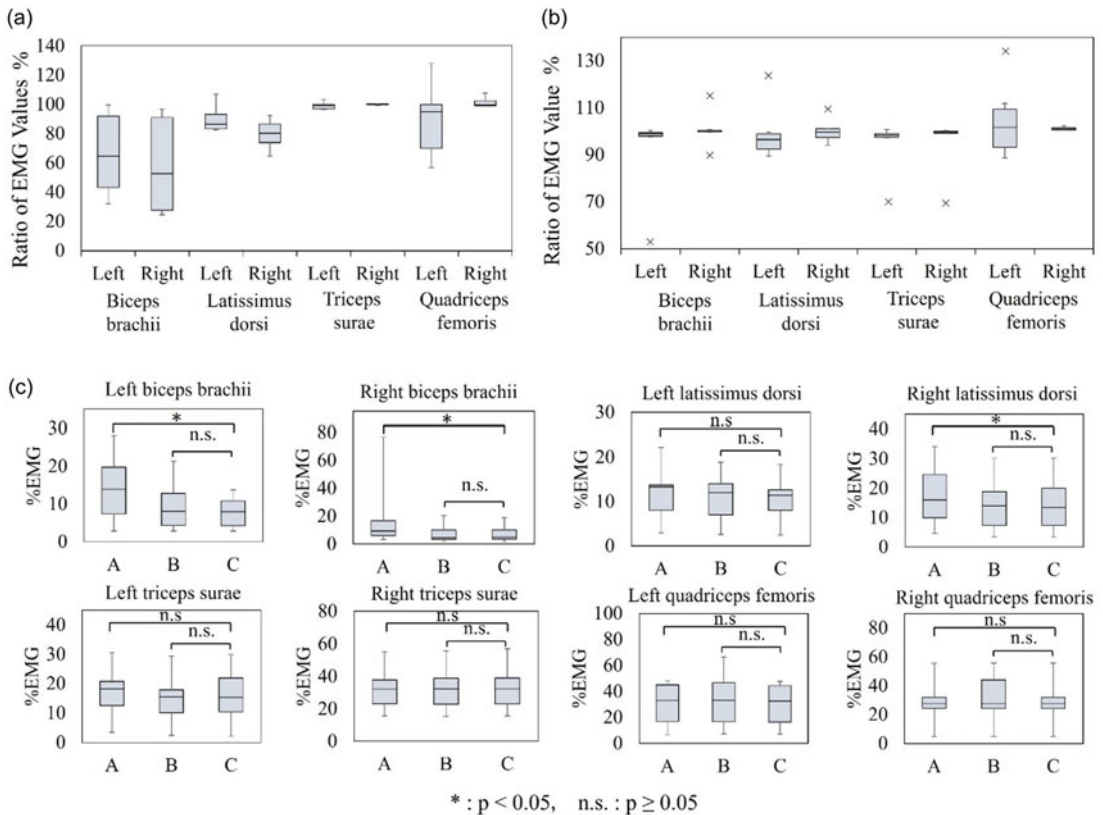 (a)
Ratio of EMG Values %
140
120
100
80
60
40
20
0
Left Right Left Right Left Right Left Right
Biceps brachii
Latissimus dorsi
Triceps surae
Quadriceps femoris
(b)
Ratio of EMG Value %
130
110
90
70
50
Left Right Left Right Left Right Left Right
Biceps brachii
Latissimus dorsi
Triceps surae
Quadriceps femoris
(c)
Left biceps brachii
%EMG
30
20
10
0
*
n.s.
A B C
Right biceps brachii
%EMG
80
60
40
20
0
*
n.s.
A B C
Left latissimus dorsi
%EMG
30
20
10
0
n.s
n.s.
A B C
Right latissimus dorsi
%EMG
40
30
20
10
0
*
n.s.
A B C
Left triceps surae
%EMG
40
30
20
10
0
n.s
n.s.
A B C
Right triceps surae
%EMG
80
60
40
20
0
n.s
n.s.
A B C
Left quadriceps femoris
%EMG
100
80
60
40
20
0
n.s
n.s.
A B C
Right quadriceps femoris
%EMG
80
60
40
20
0
n.s
n.s.
A B C
* : p < 0.05, n.s. : p ≥ 0.05